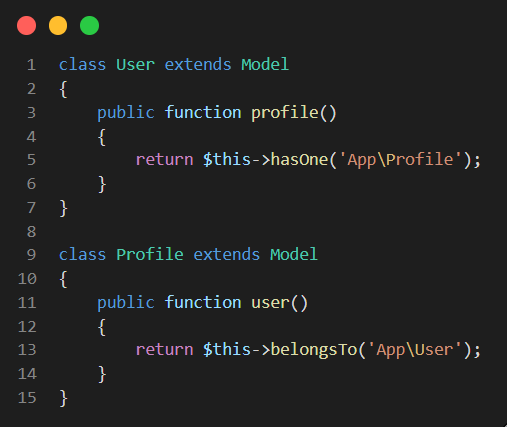 1 class User extends Model
2 {
3     public function profile()
4     {
5         return $this->hasOne('App\Profile');
6     }
7 }
8
9 class Profile extends Model
10 {
11     public function user()
12     {
13         return $this->belongsTo('App\User');
14     }
15 }